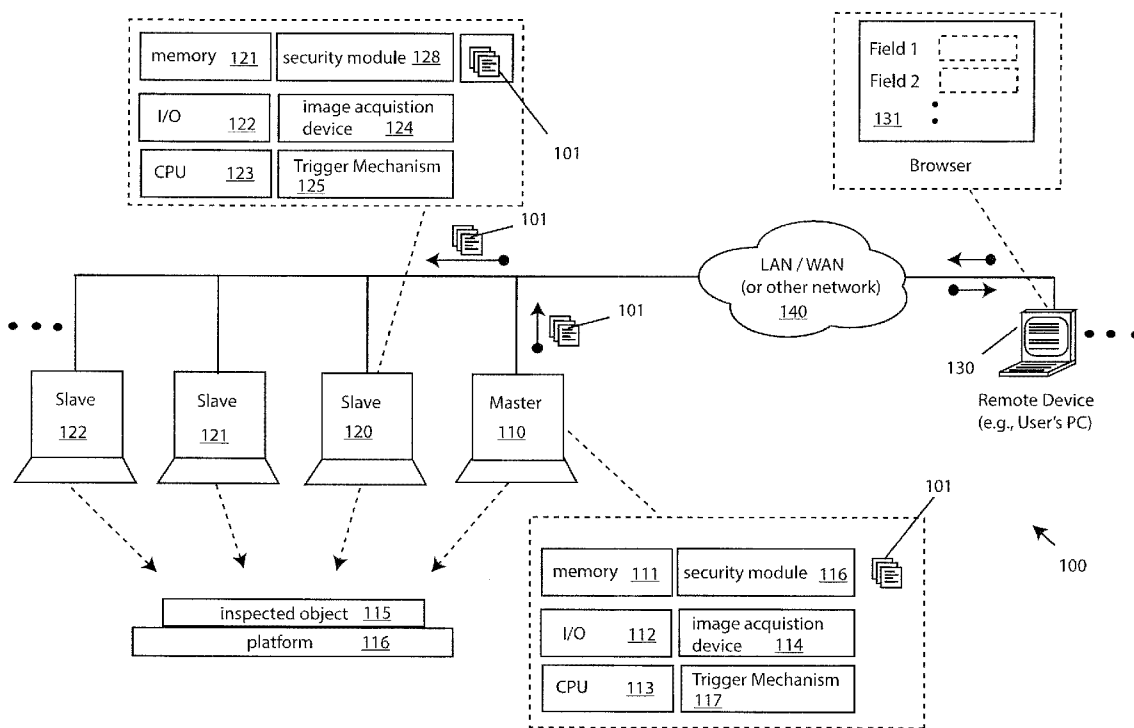 memory 121
security module 128
I/O 122
image acquistion
device 124
CPU 123
Trigger Mechanism
125
101
Field 1
Field 2
131
Browser
101
LAN / WAN
(or other network)
140
101
130
Remote Device
(e.g., User's PC)
Slave
122
Slave
121
Slave
120
Master
110
101
100
inspected object 115
platform 116
memory 111
security module 116
I/O 112
image acquistion
device 114
CPU 113
Trigger Mechanism
117